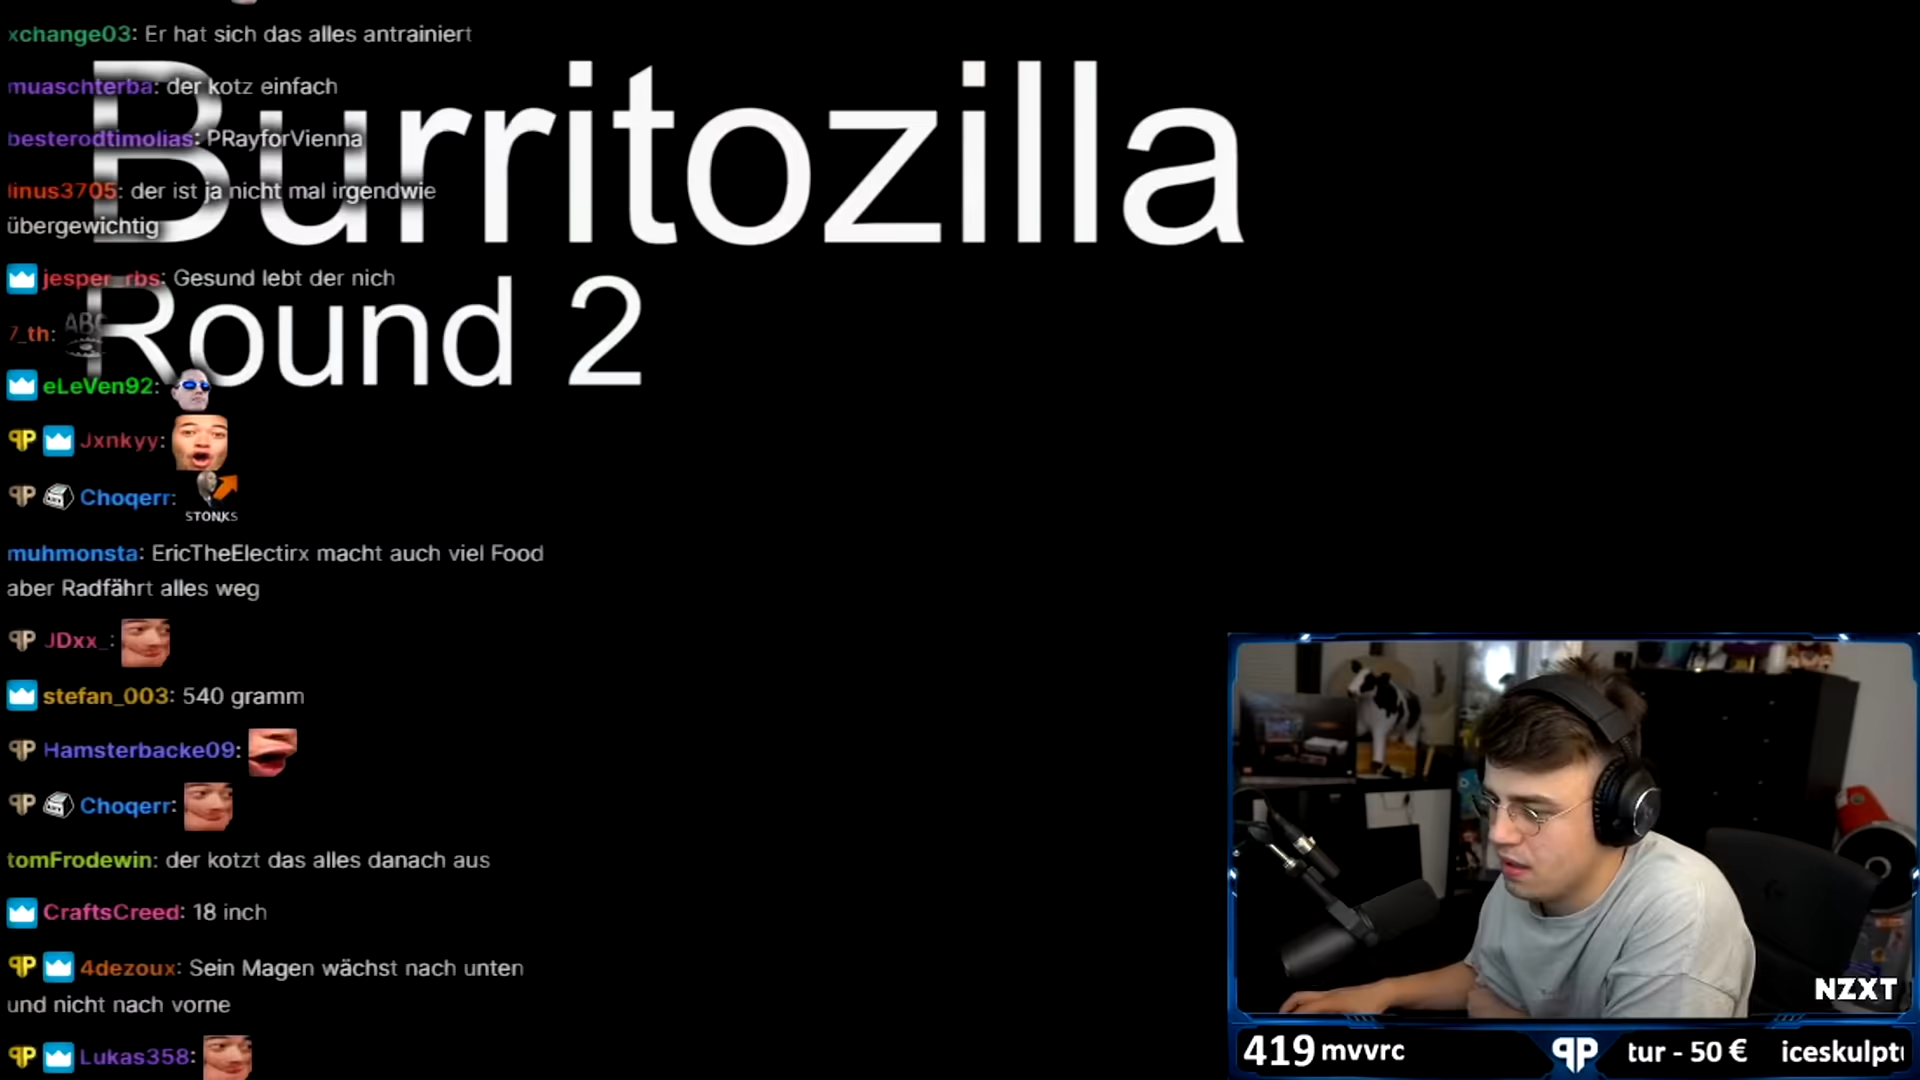 xchange03: Er hat sich das alles antrainiert
muaschterba: der kotz einfach
besterodtimolias: PRayforVienna
linus3705: der ist ja nicht mal irgendwie
übergewichtig
Burritozilla
jesper_rbs: Gesund lebt der nich
7_th: ABC
Round 2
eLeVen92:
Jxnkyy:
Choqerr:
STONKS
muhmonsta: EricTheElectirx macht auch viel Food
aber Radfährt alles weg
JDxx_:
stefan_003: 540 gramm
Hamsterbacke09:
Choqerr:
tomFrodewin: der kotzt das alles danach aus
CraftsCreed: 18 inch
4dezoux: Sein Magen wächst nach unten
und nicht nach vorne
Lukas358:
NZXT
419 mvvrc
tur - 50 € iceskulpt